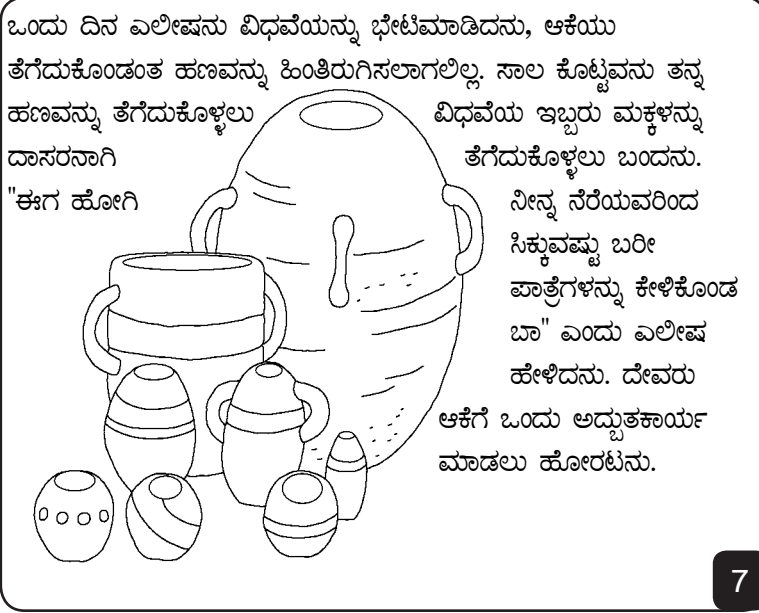 ಒಂದು ದಿನ ಎಲೀಷನು ವಿಧವೆಯನ್ನು ಭೇಟಿಮಾಡಿದನು, ಆಕೆಯು
ತೆಗೆದುಕೊಂಡಂತ ಹಣವನ್ನು ಹಿಂತಿರುಗಿಸಲಾಗಲಿಲ್ಲ. ಸಾಲ ಕೊಟ್ಟವನು ತನ್ನ
ಹಣವನ್ನು ತೆಗೆದುಕೊಳ್ಳಲು ವಿಧವೆಯ ಇಬ್ಬರು ಮಕ್ಕಳನ್ನು
ದಾಸರನಾಗಿ ತೆಗೆದುಕೊಳ್ಳಲು ಬಂದನು.
"ಈಗ ಹೋಗಿ ನೀನ್ನ ನೆರೆಯವರಿಂದ
ಸಿಕ್ಕುವಷ್ಟು ಬರೀ
ಪಾತ್ರೆಗಳನ್ನು ಕೇಳಿಕೊಂಡ
ಬಾ" ಎಂದು ಎಲೀಷ
ಹೇಳಿದನು. ದೇವರು
ಆಕೆಗೆ ಒಂದು ಅದ್ಭುತಕಾರ್ಯ
ಮಾಡಲು ಹೋರಟನು.
7